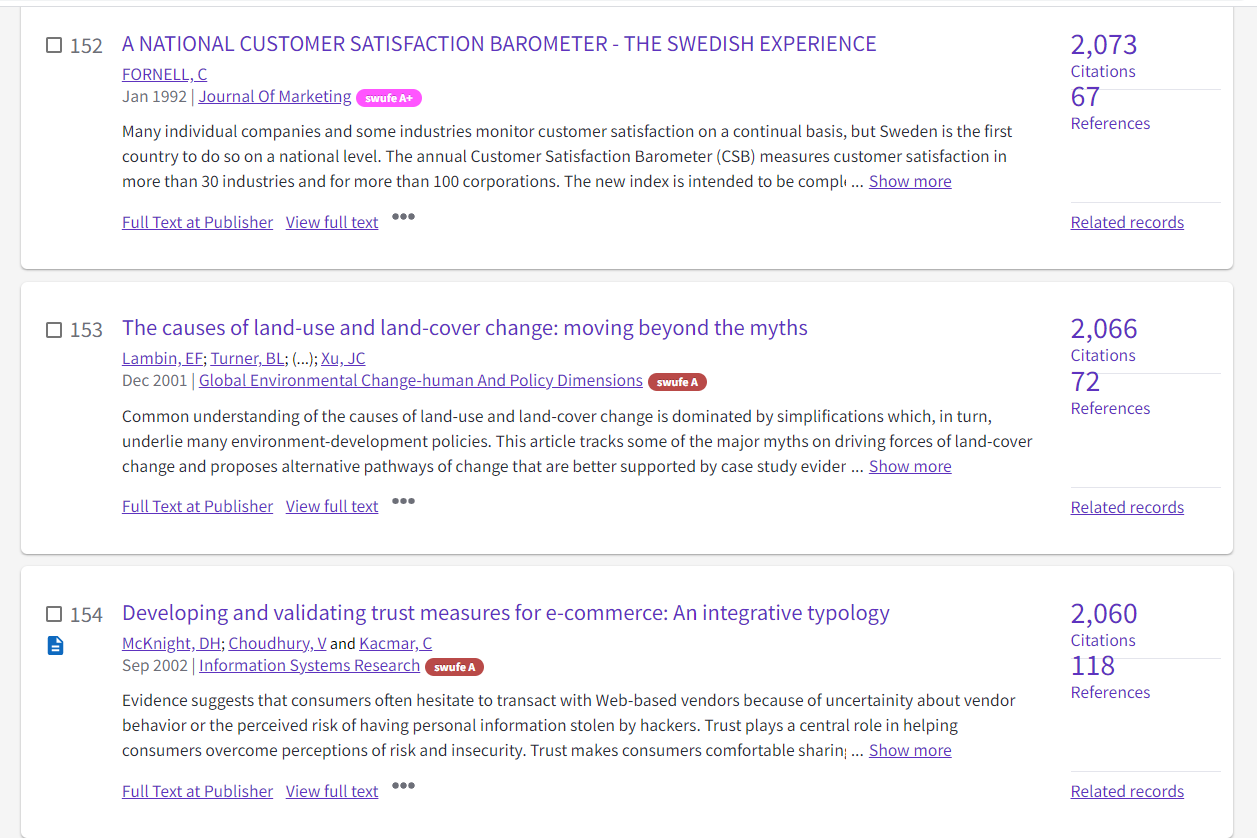 152 A NATIONAL CUSTOMER SATISFACTION BAROMETER - THE SWEDISH EXPERIENCE
FORNELL, C
Jan 1992 | Journal Of Marketing swufe A+
Many individual companies and some industries monitor customer satisfaction on a continual basis, but Sweden is the first
country to do so on a national level. The annual Customer Satisfaction Barometer (CSB) measures customer satisfaction in
more than 30 industries and for more than 100 corporations. The new index is intended to be compl ... Show more
Full Text at Publisher View full text •••
2,073
Citations
67
References
Related records
153 The causes of land-use and land-cover change: moving beyond the myths
Lambin, EF; Turner, BL; (...); Xu, JC
Dec 2001 | Global Environmental Change-human And Policy Dimensions swufe A
Common understanding of the causes of land-use and land-cover change is dominated by simplifications which, in turn,
underlie many environment-development policies. This article tracks some of the major myths on driving forces of land-cover
change and proposes alternative pathways of change that are better supported by case study evider ... Show more
Full Text at Publisher View full text •••
2,066
Citations
72
References
Related records
154 Developing and validating trust measures for e-commerce: An integrative typology
McKnight, DH; Choudhury, V and Kacmar, C
Sep 2002 | Information Systems Research swufe A
Evidence suggests that consumers often hesitate to transact with Web-based vendors because of uncertainity about vendor
behavior or the perceived risk of having personal information stolen by hackers. Trust plays a central role in helping
consumers overcome perceptions of risk and insecurity. Trust makes consumers comfortable sharin ... Show more
Full Text at Publisher View full text •••
2,060
Citations
118
References
Related records